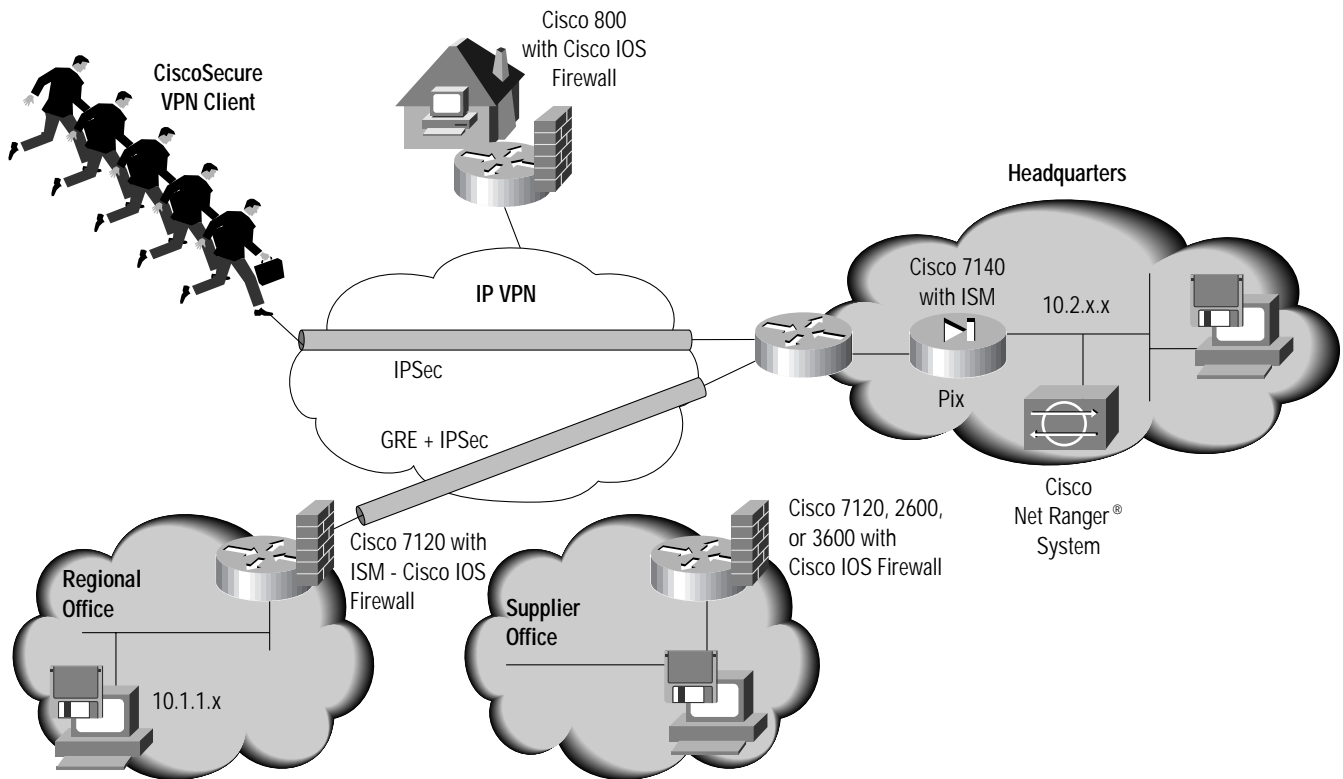 Cisco 800
with Cisco IOS
Firewall
CiscoSecure
VPN Client
Headquarters
IP VPN
Cisco 7140
with ISM
10.2.x.x
IPSec
Pix
GRE + IPSec
Cisco
Net Ranger®
System
Cisco 7120 with
ISM - Cisco IOS
Firewall
Cisco 7120, 2600,
or 3600 with
Cisco IOS Firewall
Regional
Office
Supplier
Office
10.1.1.x